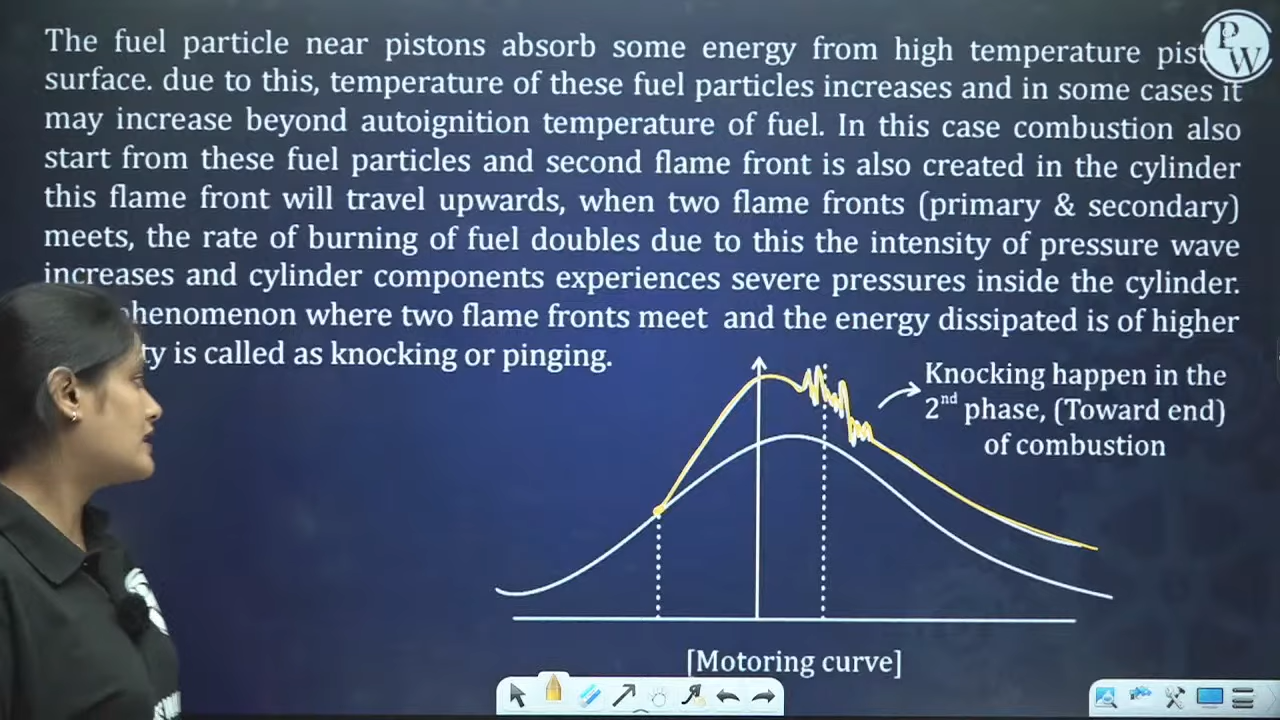 The fuel particle near pistons absorb some energy from high temperature
surface. due to this, temperature of these fuel particles increases and in some cases it
may increase beyond autoignition temperature of fuel. In this case combustion also
start from these fuel particles and second flame front is also created in the cylinder
this flame front will travel upwards, when two flame fronts (primary & secondary)
meets, the rate of burning of fuel doubles due to this the intensity of pressure wave
increases and cylinder components experiences severe pressures inside the cylinder.
where two flame fronts meet and the energy dissipated is of higher
is called as knocking or pinging.
Knocking happen in the
2nd phase, (Toward end)
of combustion
[Motoring curve]
PW